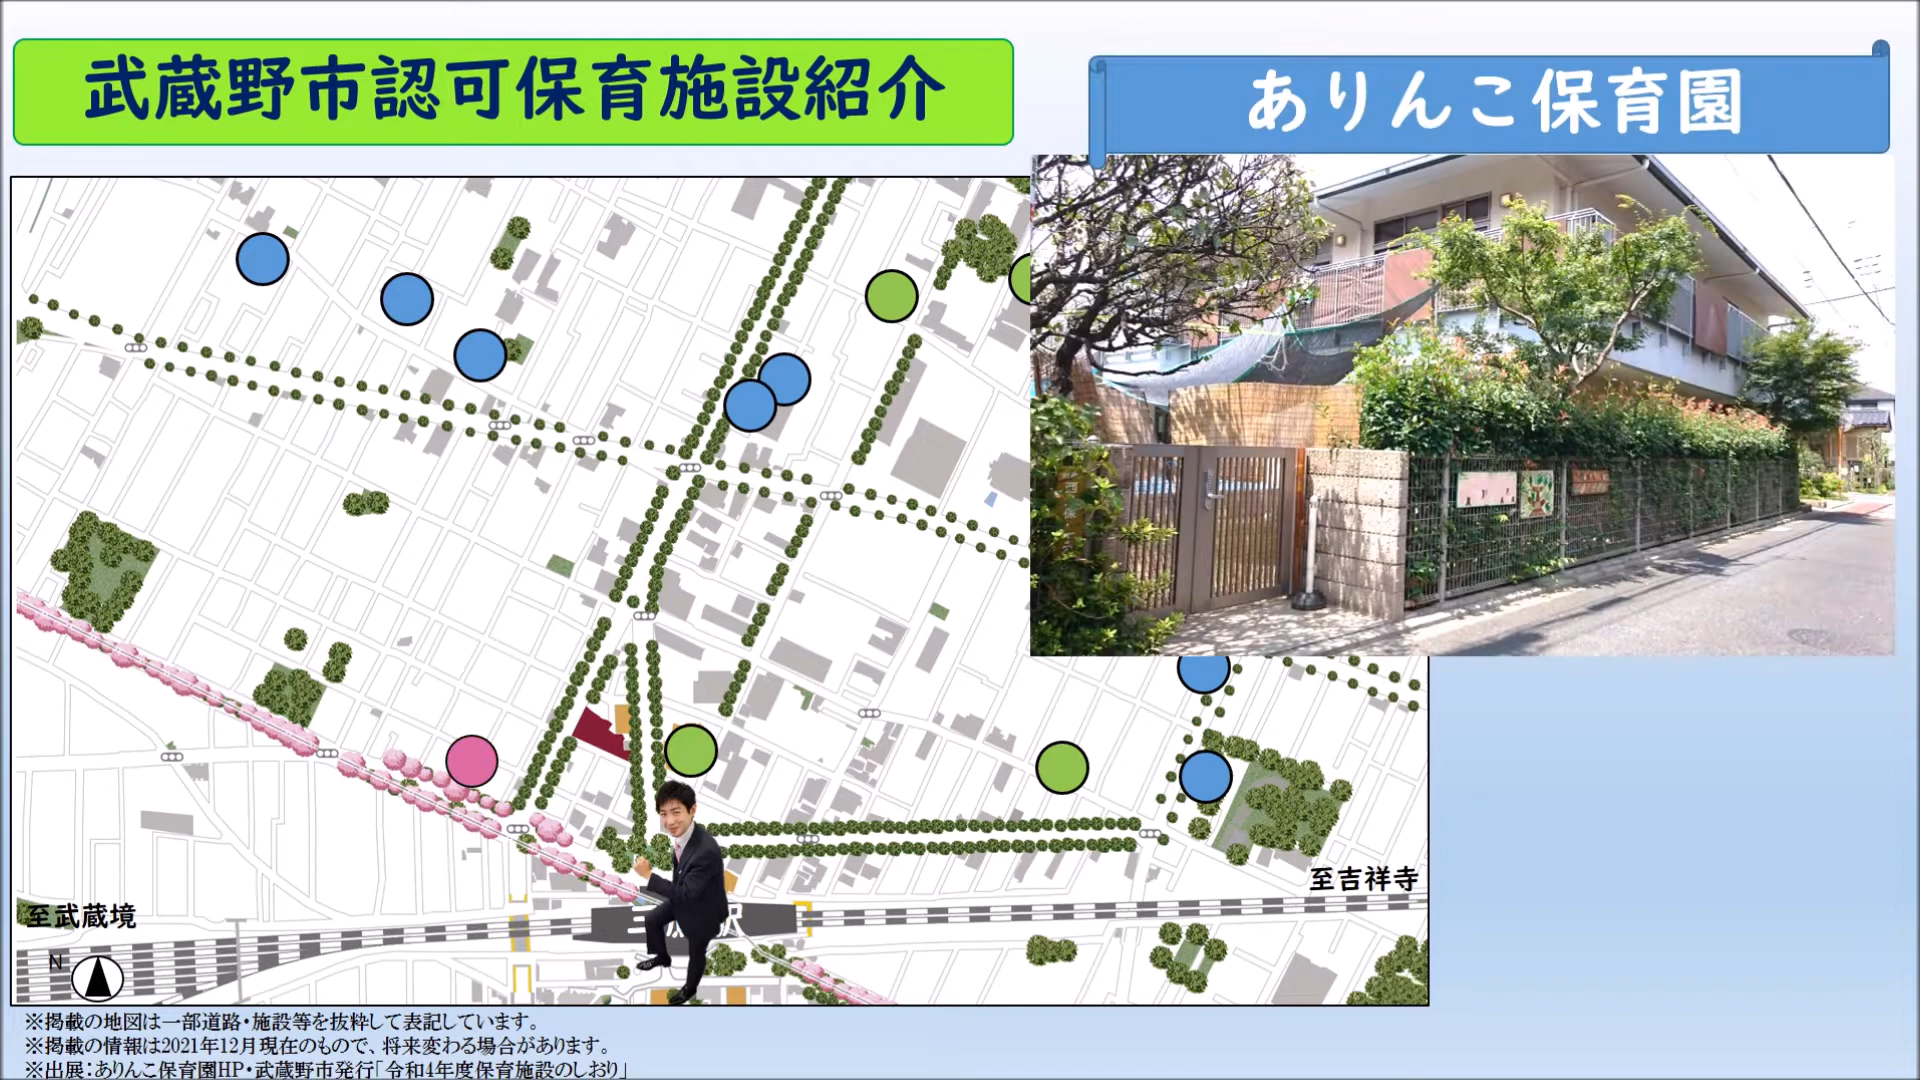 武蔵野市認可保育施設紹介
ありんこ保育園
至吉祥寺
至武蔵境
N
※掲載の地図は一部道路・施設等を抜粋して表記しています。
※掲載の情報は2021年12月現在のもので、将来変わる場合があります。
※出展：ありんこ保育園HP・武蔵野市発行「令和4年度保育施設のしおり」